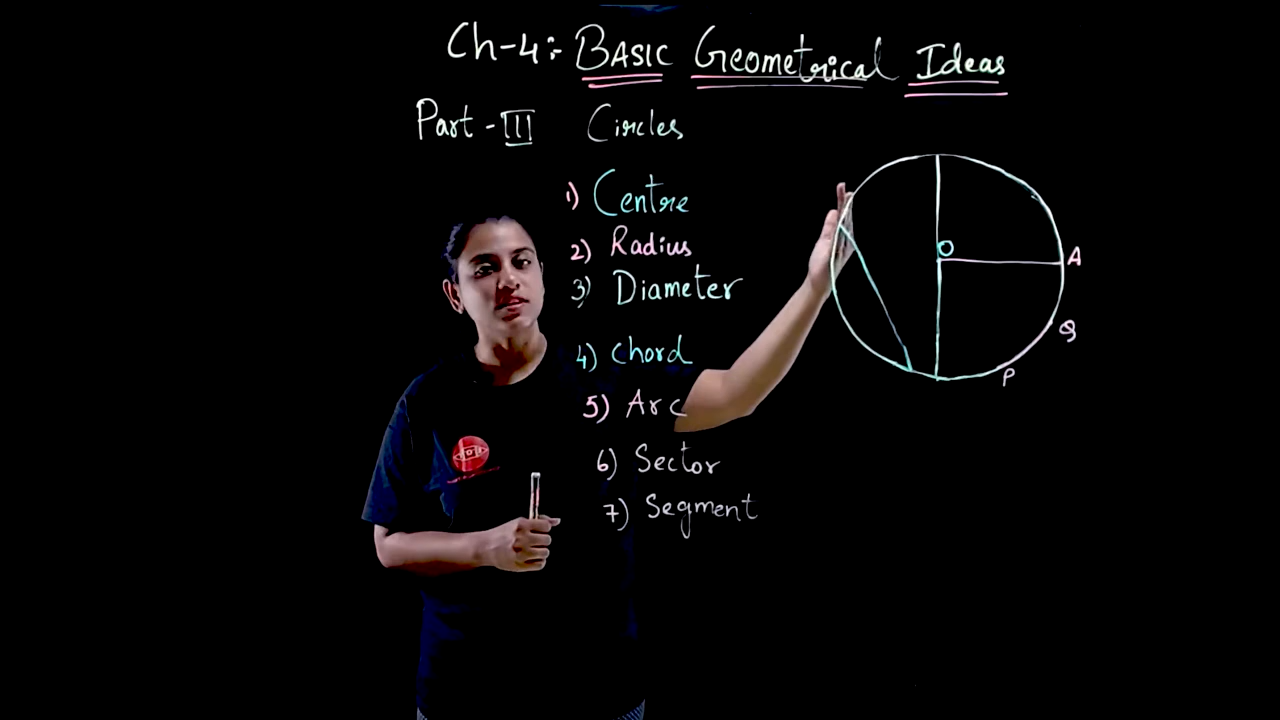 Ch-4:- BASIC Geometrical Ideas
Part-III Circles
1) Centre
2) Radius
3) Diameter
4) Chord
5) Arc
6) Sector
7) Segment
O
A
Q
P